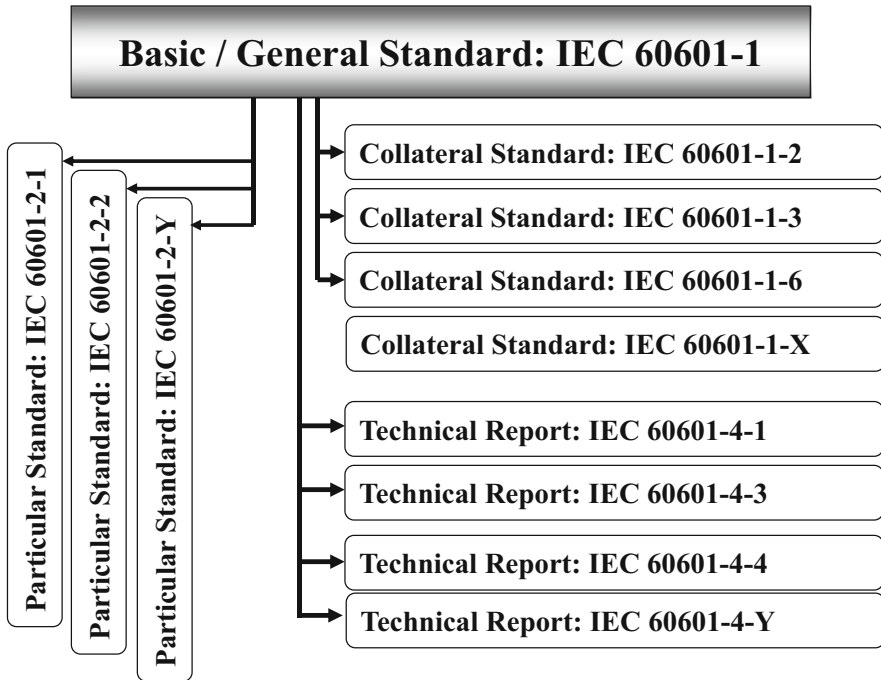 Basic / General Standard: IEC 60601-1
Particular Standard: IEC 60601-2-1
Particular Standard: IEC 60601-2-2
Particular Standard: IEC 60601-2-Y
Collateral Standard: IEC 60601-1-2
Collateral Standard: IEC 60601-1-3
Collateral Standard: IEC 60601-1-6
Collateral Standard: IEC 60601-1-X
Technical Report: IEC 60601-4-1
Technical Report: IEC 60601-4-3
Technical Report: IEC 60601-4-4
Technical Report: IEC 60601-4-Y